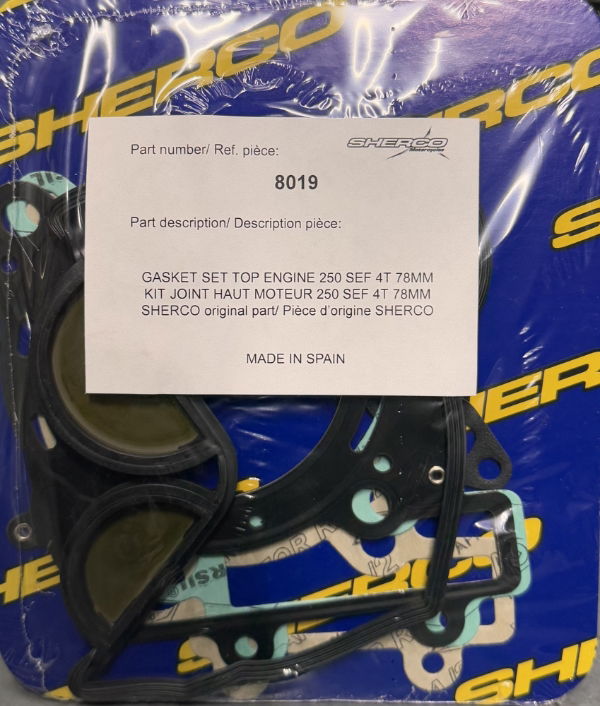 SHERCO
SHERCO
Part number/ Ref. pièce:
SHERCO
Motorcycles
8019
Part description/ Description pièce:
GASKET SET TOP ENGINE 250 SEF 4T 78MM
KIT JOINT HAUT MOTEUR 250 SEF 4T 78MM
SHERCO original part/ Pièce d'origine SHERCO
MADE IN SPAIN
SHERCO